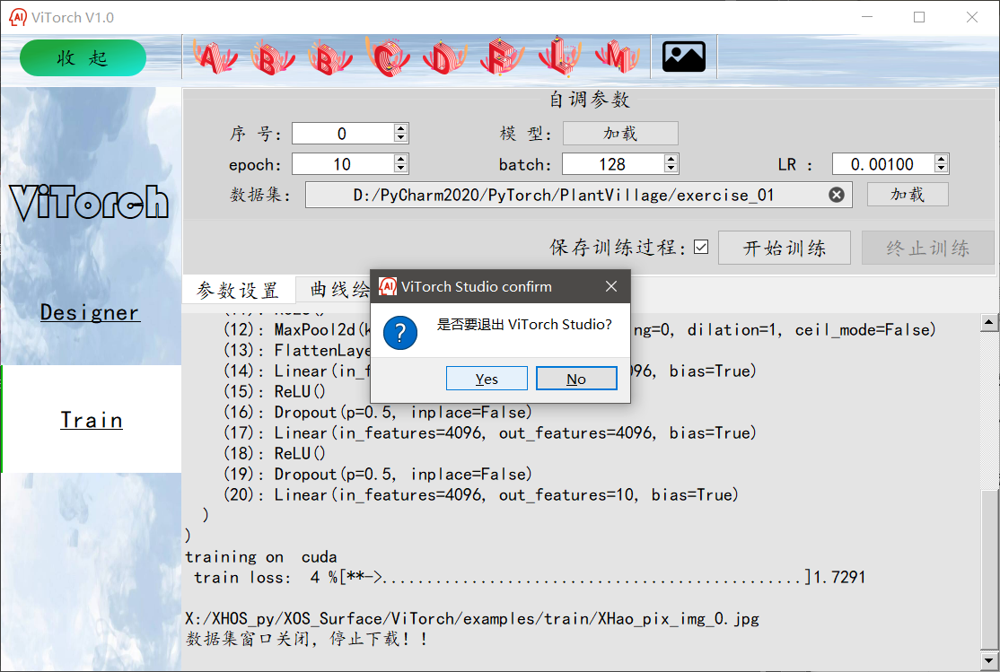 ViTorch V1.0
收 起
A B B C D F L M
自调参数
序 号: 0 模 型: 加载
epoch: 10 batch: 128 LR : 0.00100
数据集: D:/PyCharm2020/PyTorch/PlantVillage/exercise_01 加载
保存训练过程: 开始训练 终止训练
ViTorch
Designer
Train
参数设置 曲线绘
ViTorch Studio confirm
是否要退出 ViTorch Studio?
Yes No
(12): MaxPool2d(k ng=0, dilation=1, ceil_mode=False)
(13): FlattenLaye
(14): Linear(in_f 096, bias=True)
(15): ReLU()
(16): Dropout(p=0.5, inplace=False)
(17): Linear(in_features=4096, out_features=4096, bias=True)
(18): ReLU()
(19): Dropout(p=0.5, inplace=False)
(20): Linear(in_features=4096, out_features=10, bias=True)
)
)
training on cuda
train loss: 4 %[**->...............................................]1.7291
X:/XHOS_py/XOS_Surface/ViTorch/examples/train/XHao_pix_img_0.jpg
数据集窗口关闭, 停止下载！！